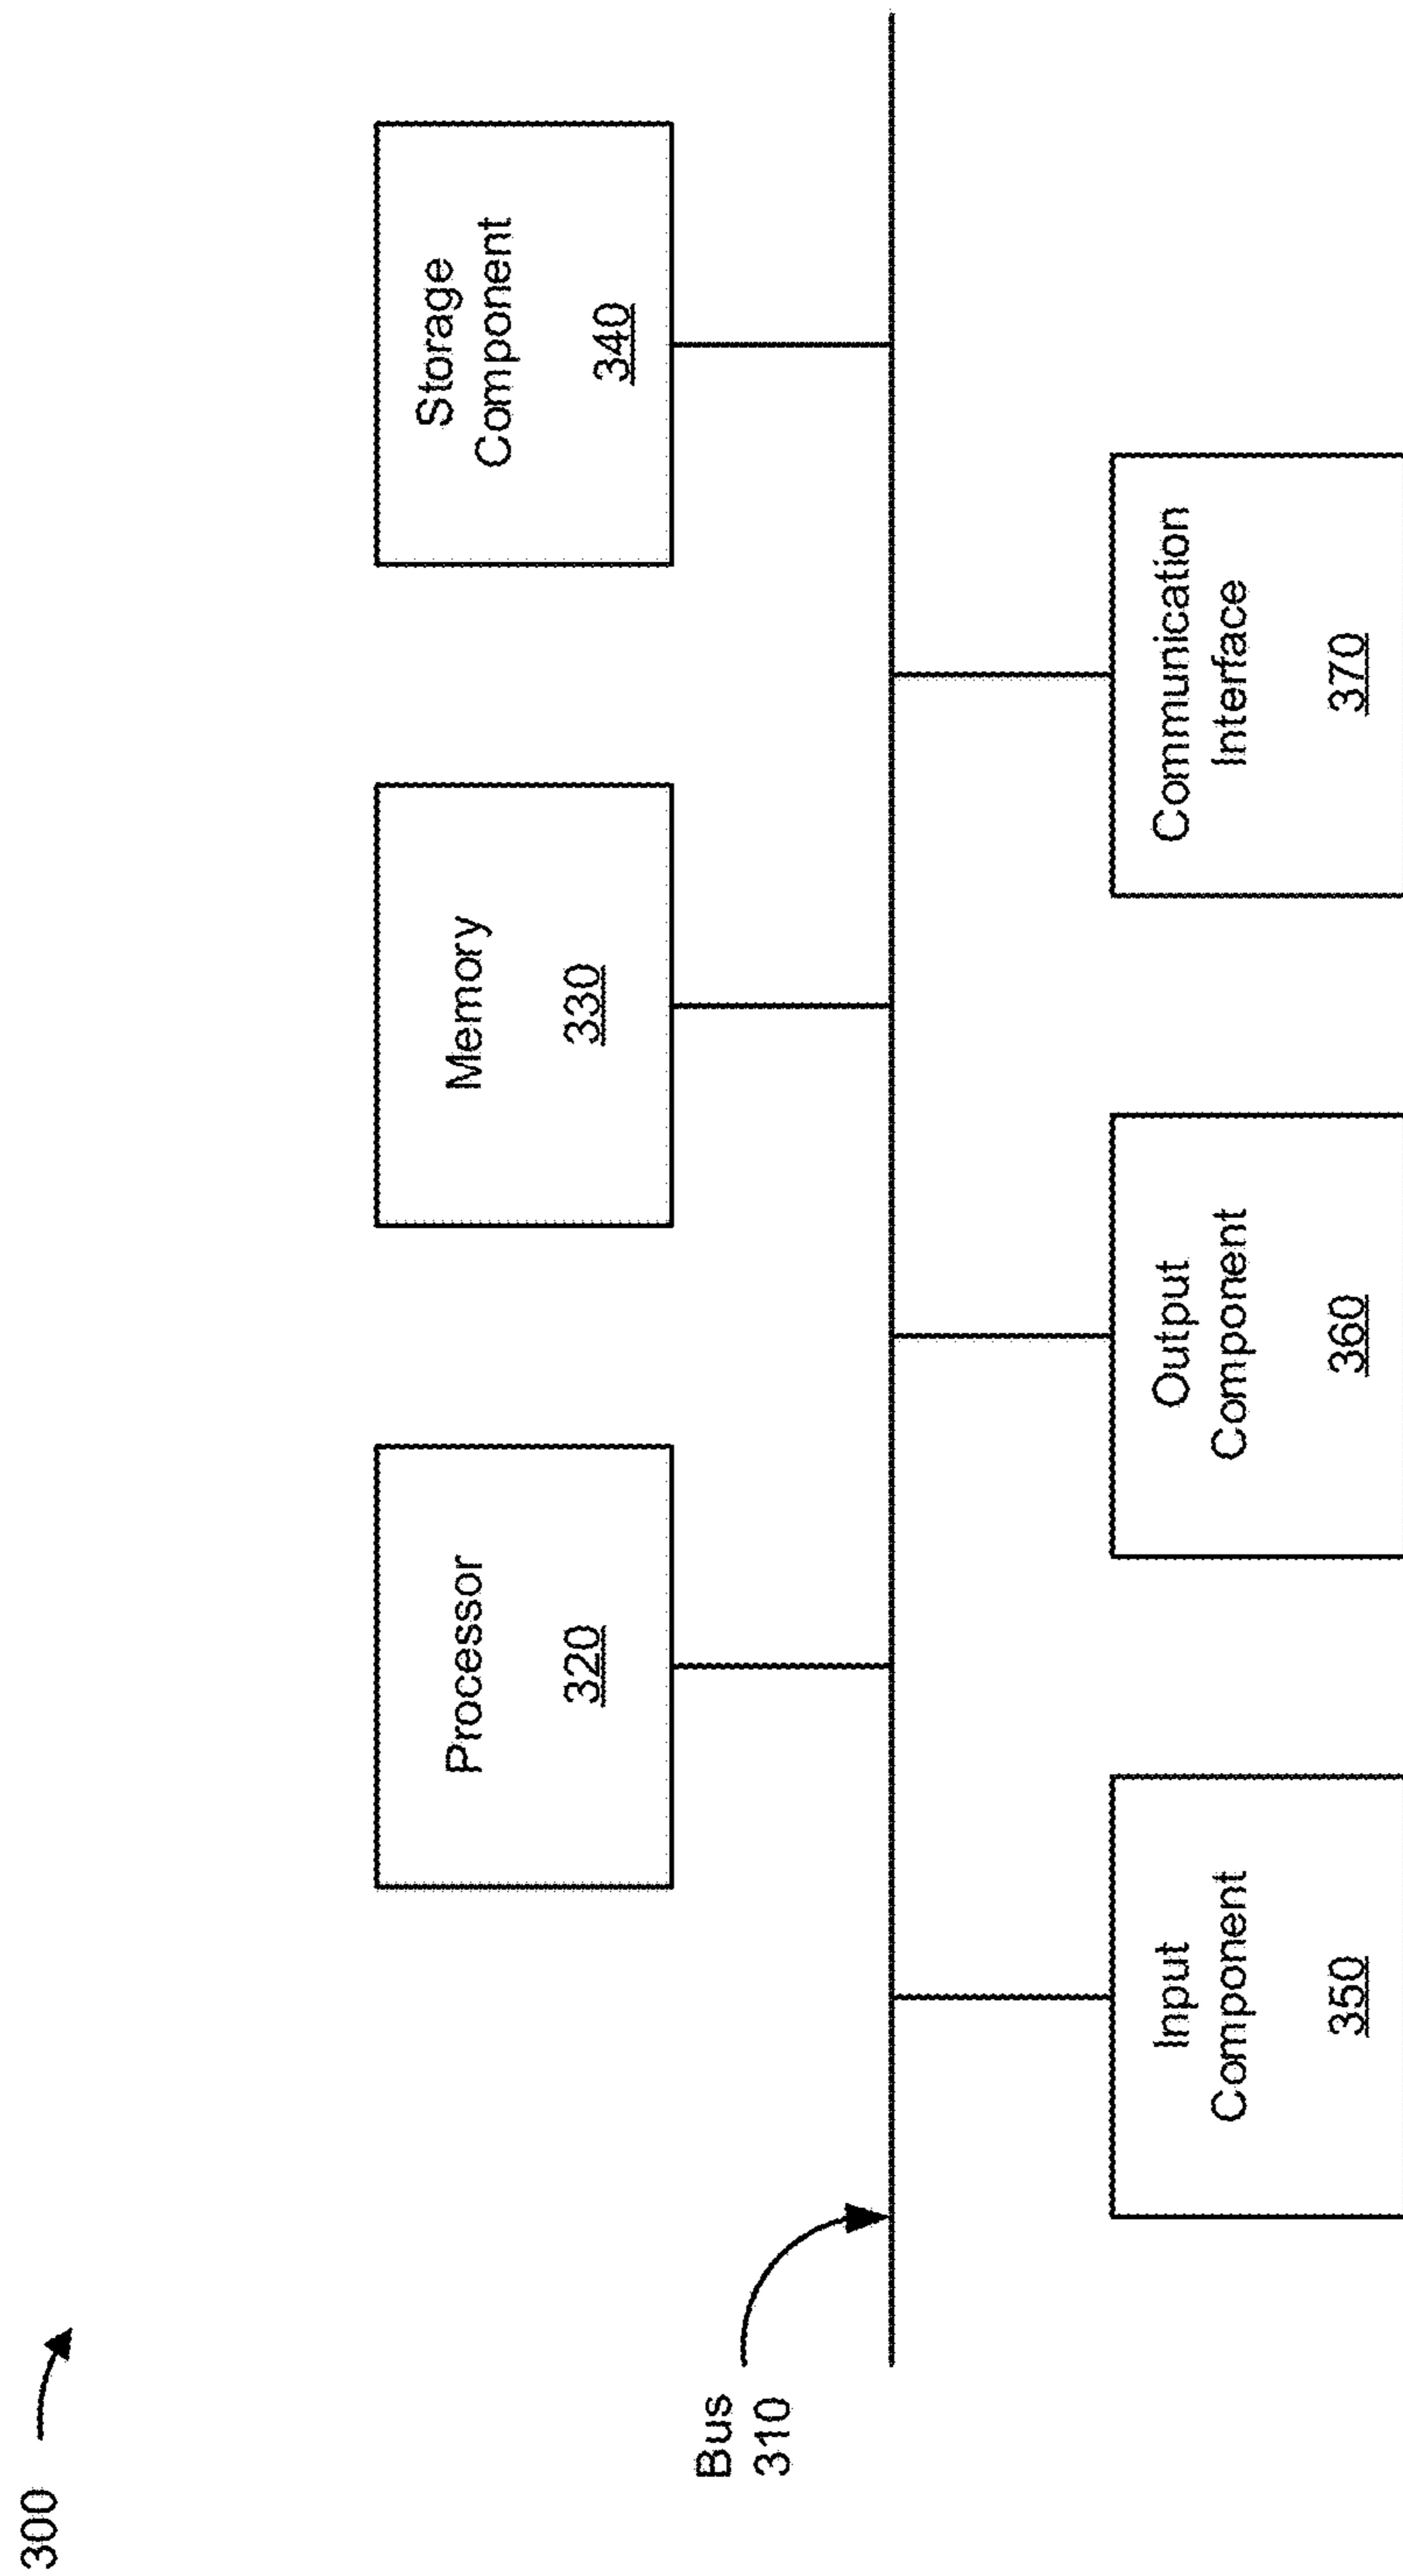 300
Bus
310
Processor
320
Memory
330
Storage
Component
340
Input
Component
350
Output
Component
360
Communication
Interface
370